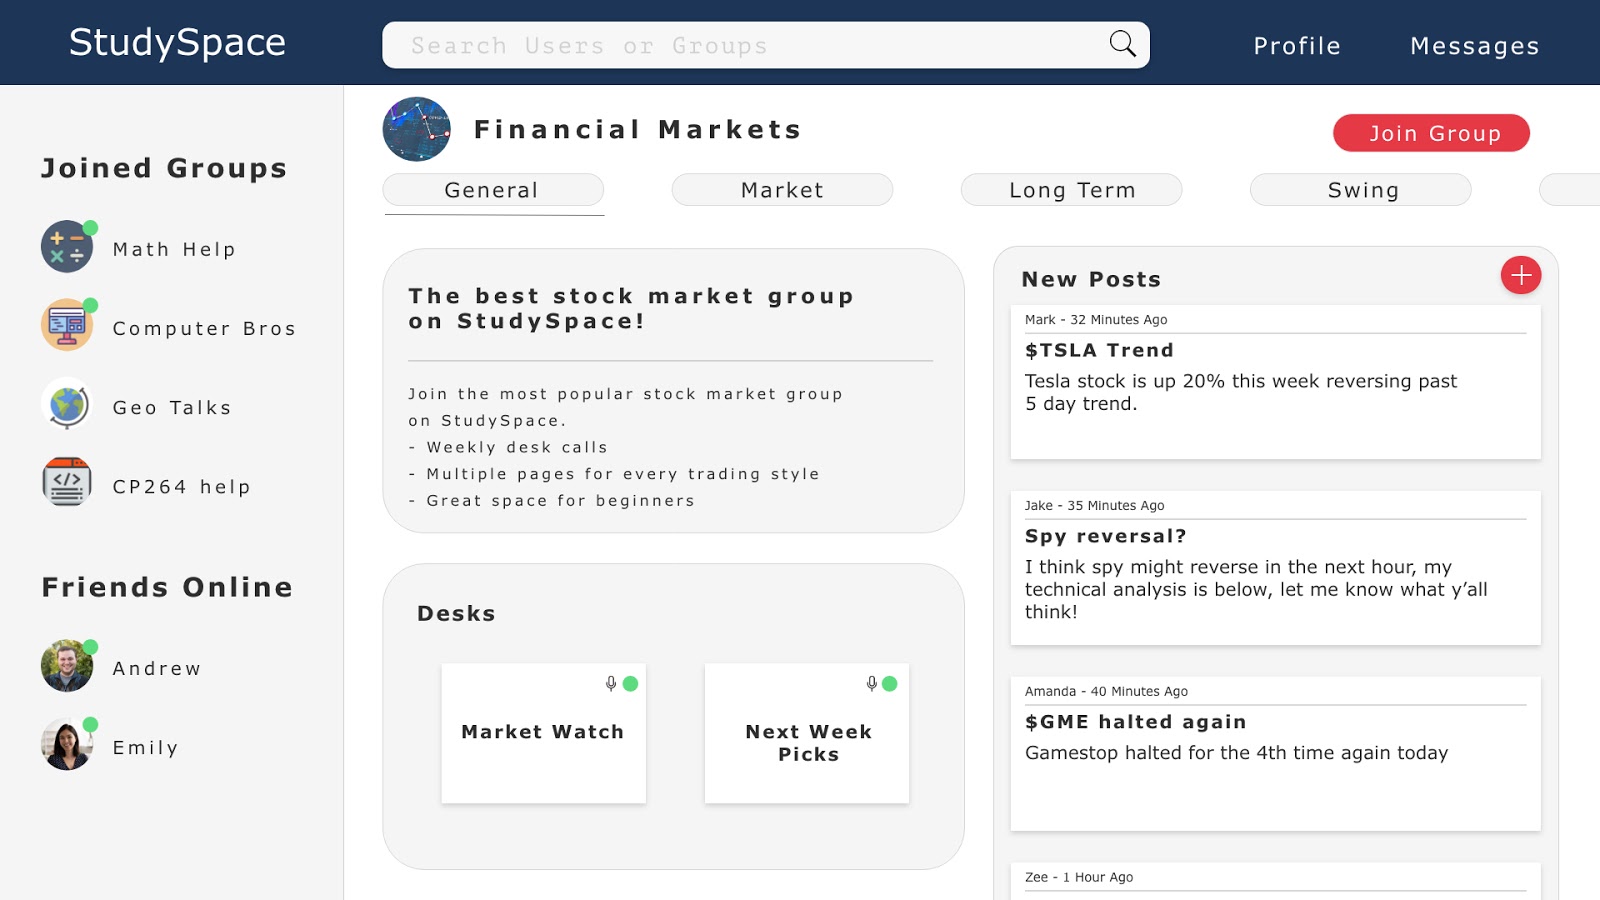 StudySpace
Search Users or Groups
Profile
Messages
Joined Groups
Math Help
Computer Bros
Geo Talks
CP264 help
Friends Online
Andrew
Emily
Financial Markets
Join Group
General
Market
Long Term
Swing
The best stock market group
on StudySpace!
Join the most popular stock market group
on StudySpace.
- Weekly desk calls
- Multiple pages for every trading style
- Great space for beginners
Desks
Market Watch
Next Week
Picks
New Posts
Mark - 32 Minutes Ago
$TSLA Trend
Tesla stock is up 20% this week reversing past
5 day trend.
Jake - 35 Minutes Ago
Spy reversal?
I think spy might reverse in the next hour, my
technical analysis is below, let me know what y’all
think!
Amanda - 40 Minutes Ago
$GME halted again
Gamestop halted for the 4th time again today
Zee - 1 Hour Ago